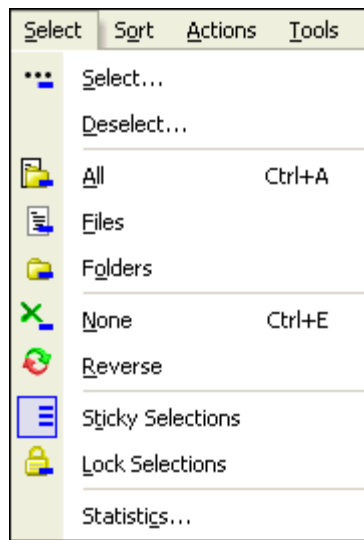 Select Sort Actions Tools
Select...
Deselect...
All Ctrl+A
Files
Folders
None Ctrl+E
Reverse
Sticky Selections
Lock Selections
Statistics...